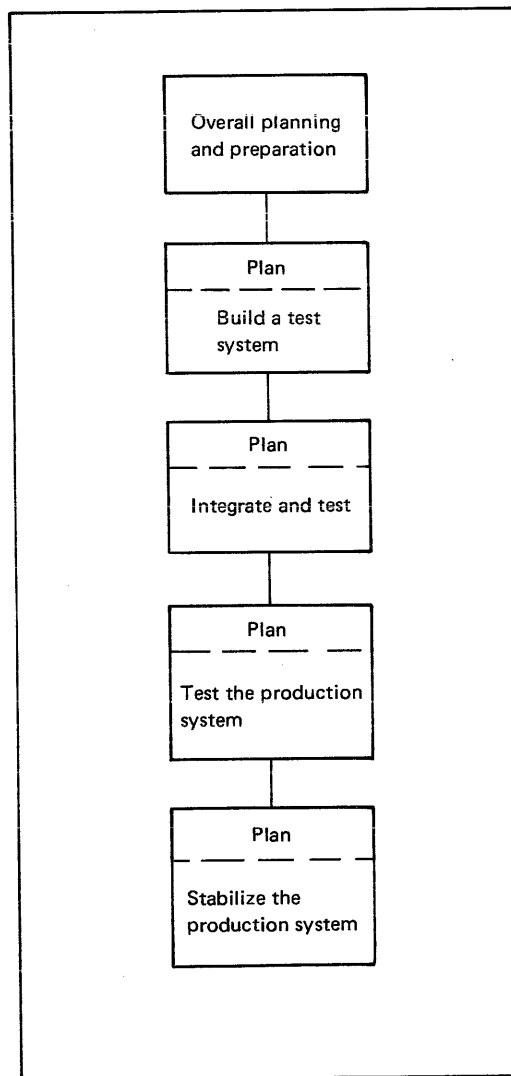 Overall planning
and preparation
Plan
Build a test
system
Plan
Integrate and test
Plan
Test the production
system
Plan
Stabilize the
production system